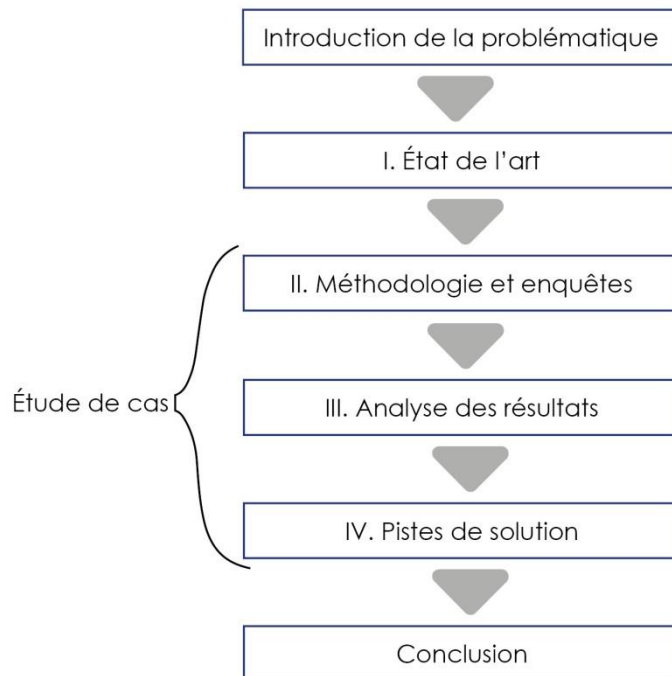 Introduction de la problématique
I. État de l’art
II. Méthodologie et enquêtes
Étude de cas
III. Analyse des résultats
IV. Pistes de solution
Conclusion